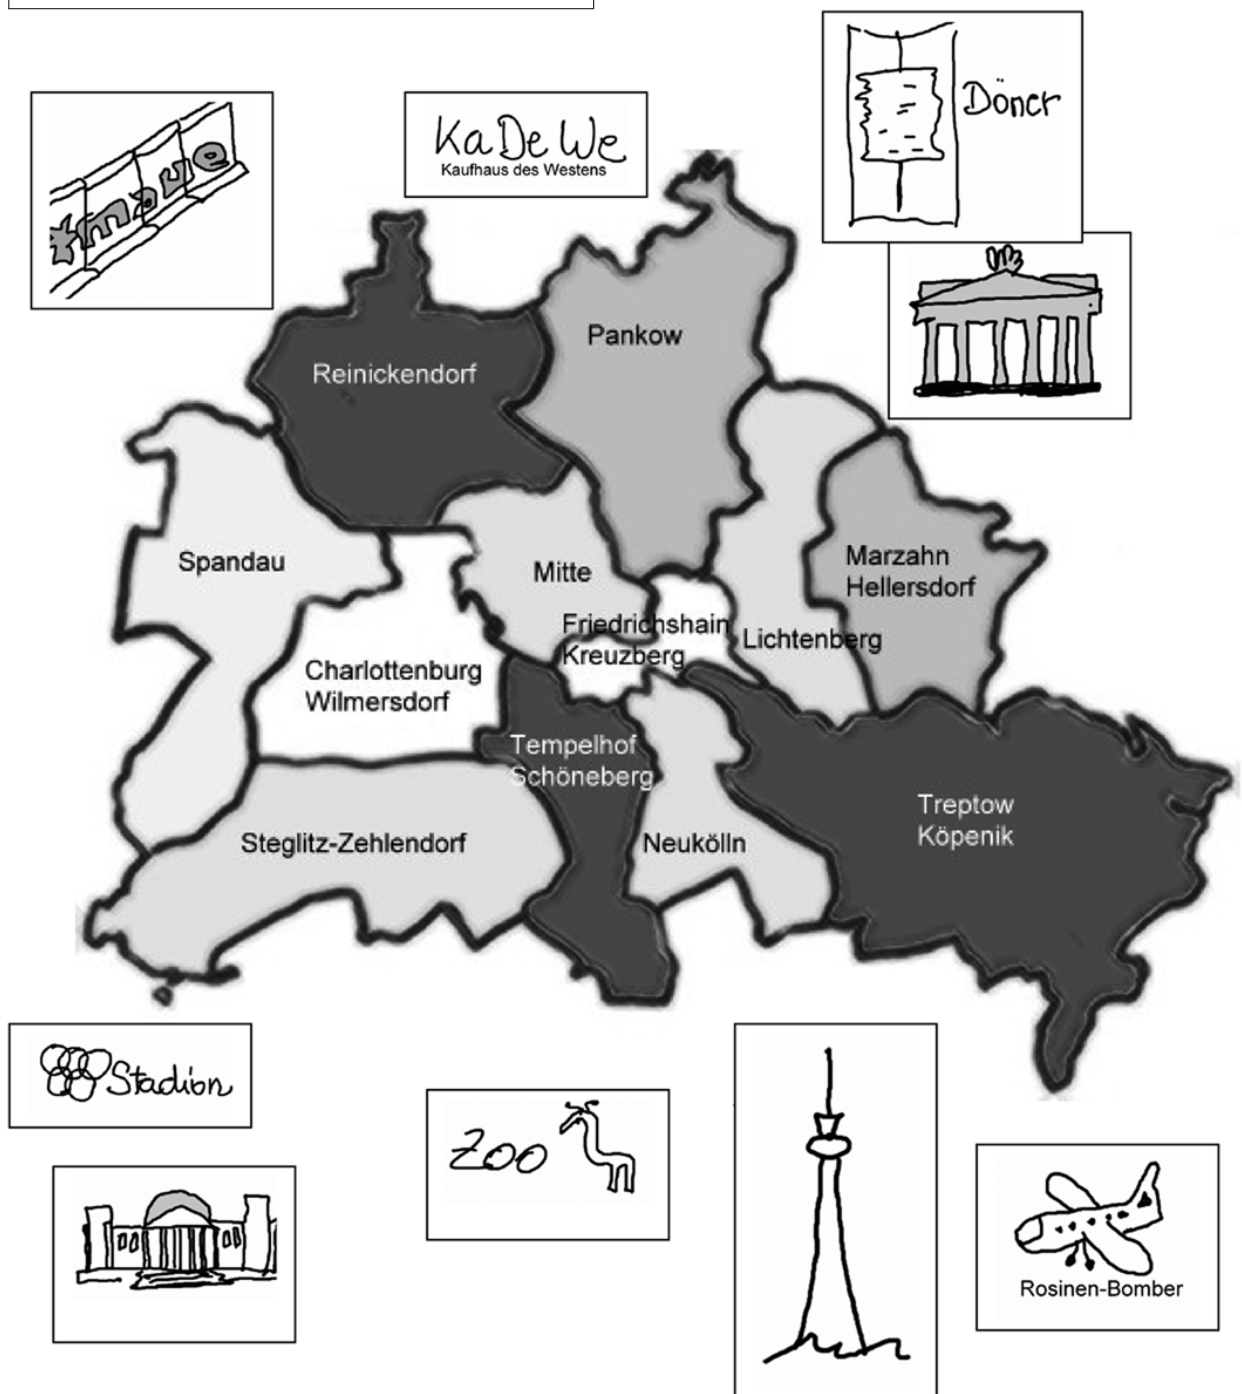 Döner
mauer
KaDeWe
Kaufhaus des Westens
Pankow
Reinickendorf
Spandau
Mitte
Marzahn
Hellersdorf
Friedrichshain
Kreuzberg
Lichtenberg
Charlottenburg
Wilmersdorf
Tempelhof
Schöneberg
Treptow
Köpenik
Steglitz-Zehlendorf
Neukölln
Stadion
Zoo
Rosinen-Bomber